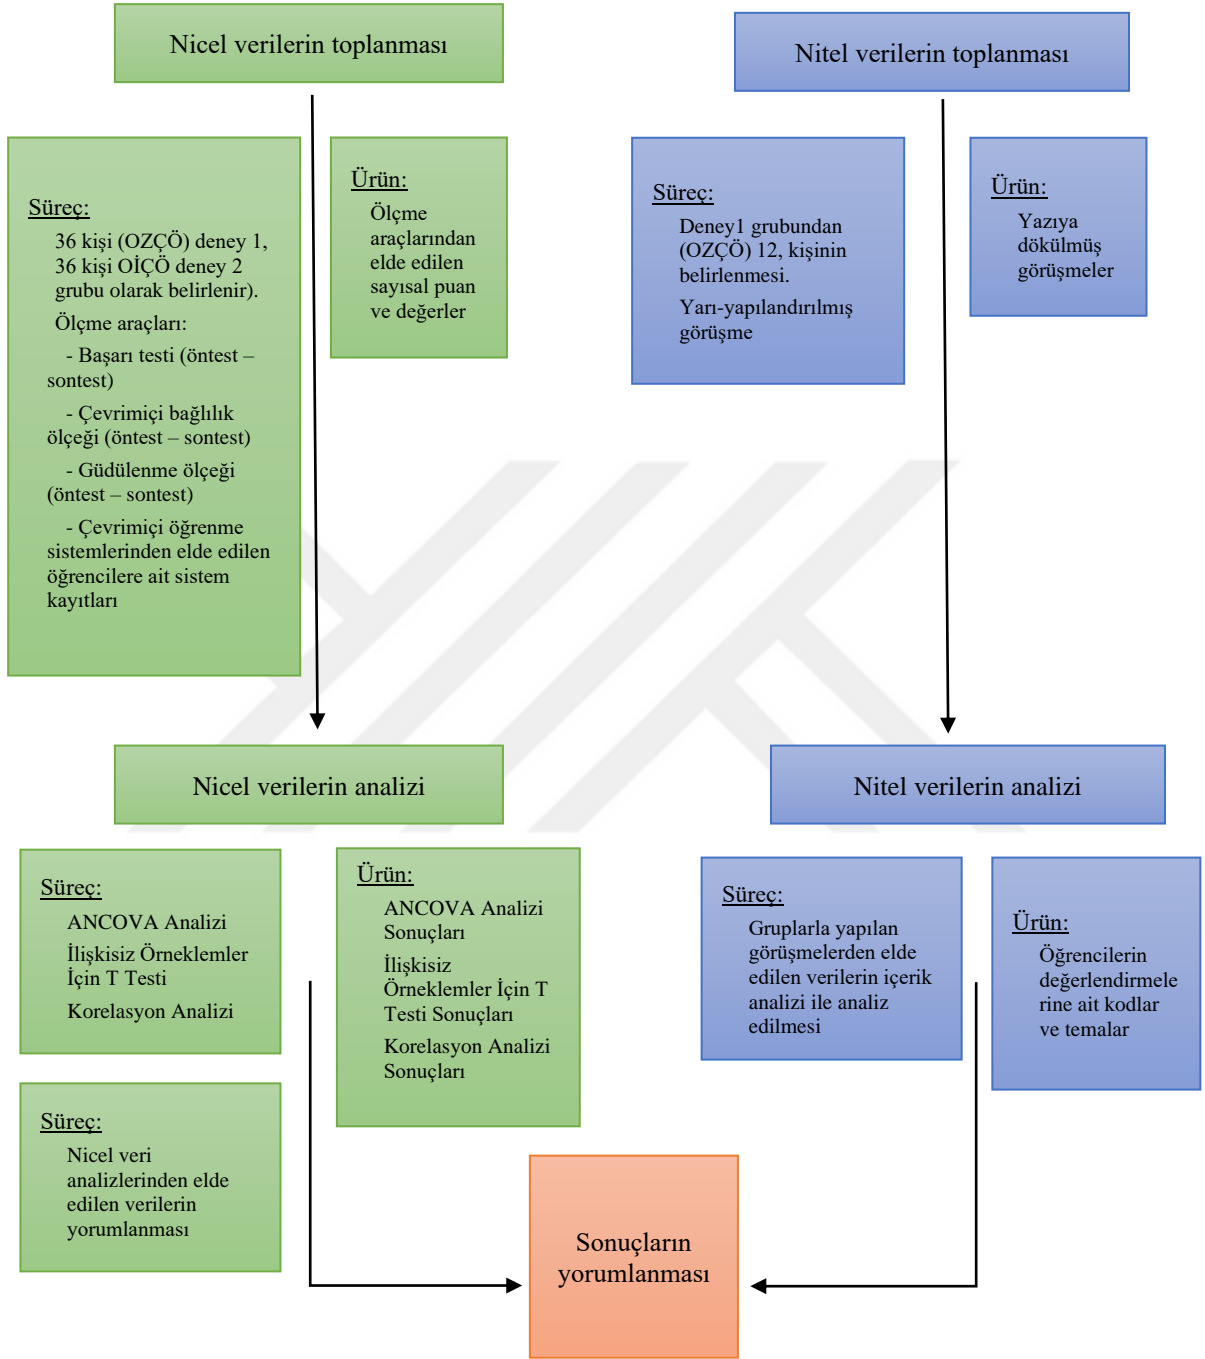 Nicel verilerin toplanması
Nitel verilerin toplanması
Süreç:
36 kişi (OZÇÖ) deney 1,
36 kişi OİÇÖ deney 2
grubu olarak belirlenir).
Ölçme araçları:
- Başarı testi (öntest –
sontest)
- Çevrimiçi bağlılık
ölçeği (öntest – sontest)
- Güdülenme ölçeği
(öntest – sontest)
- Çevrimiçi öğrenme
sistemlerinden elde edilen
öğrencilere ait sistem
kayıtları
Ürün:
Ölçme
araçlarından
elde edilen
sayısal puan
ve değerler
Süreç:
Deney1 grubundan
(OZÇÖ) 12, kişinin
belirlenmesi.
Yarı-yapılandırılmış
görüşme
Ürün:
Yazıya
dökülmüş
görüşmeler
Nicel verilerin analizi
Nitel verilerin analizi
Süreç:
ANCOVA Analizi
İlişkisiz Örneklemler
İçin T Testi
Korelasyon Analizi
Ürün:
ANCOVA Analizi
Sonuçları
İlişkisiz
Örneklemler İçin T
Testi Sonuçları
Korelasyon Analizi
Sonuçları
Süreç:
Gruplarla yapılan
görüşmelerden elde
edilen verilerin içerik
analizi ile analiz
edilmesi
Ürün:
Öğrencilerin
değerlendirmele
rine ait kodlar
ve temalar
Süreç:
Nicel veri
analizlerinden elde
edilen verilerin
yorumlanması
Sonuçların
yorumlanması